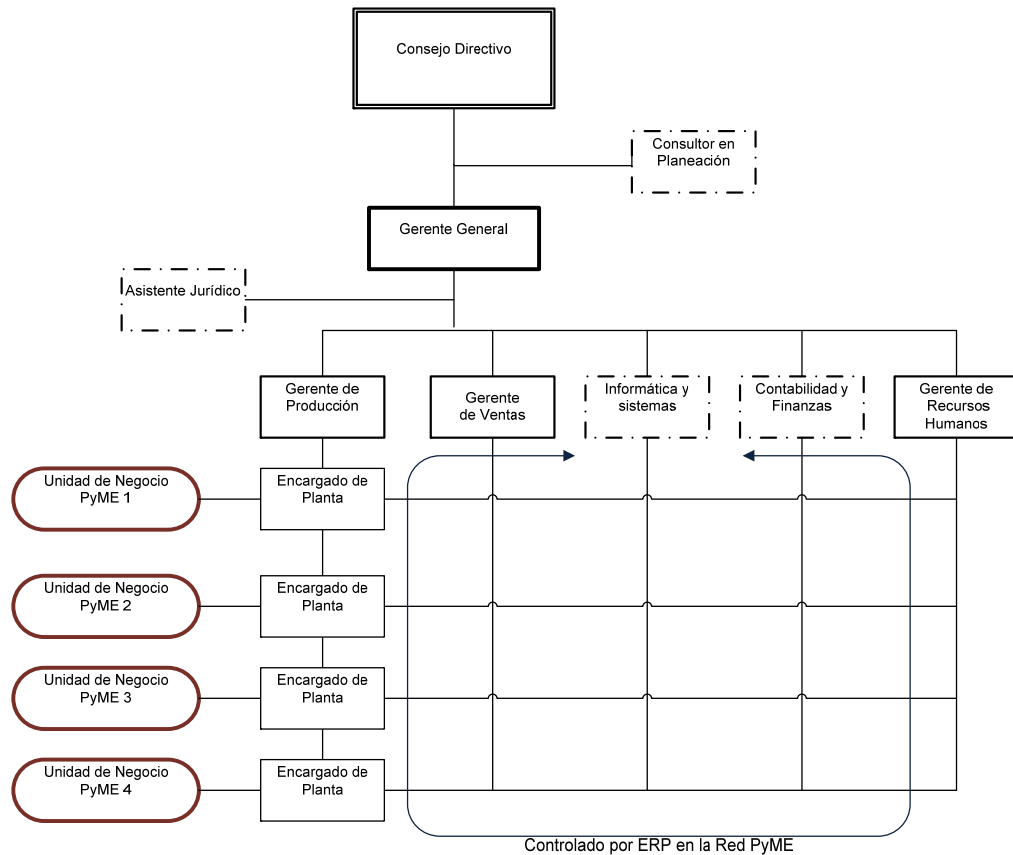 Consejo Directivo
Consultor en
Planeación
Gerente General
Asistente Jurídico
Gerente de
Producción
Gerente
de Ventas
Informática y
sistemas
Contabilidad y
Finanzas
Gerente de
Recursos
Humanos
Unidad de Negocio
PyME 1
Encargado de
Planta
Unidad de Negocio
PyME 2
Encargado de
Planta
Unidad de Negocio
PyME 3
Encargado de
Planta
Unidad de Negocio
PyME 4
Encargado de
Planta
Controlado por ERP en la Red PyME